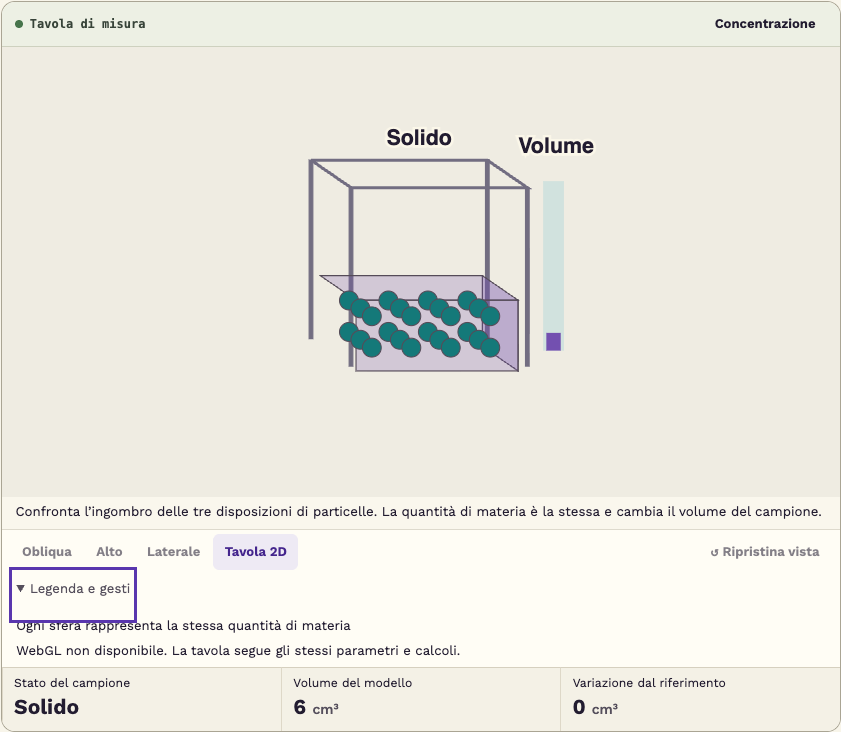 Tavola di misura
Concentrazione
Solido
Volume
Confronta l’ingombro delle tre disposizioni di particelle. La quantità di materia è la stessa e cambia il volume del campione.
Obliqua
Alto
Laterale
Tavola 2D
↺ Ripristina vista
▼ Legenda e gesti
Ogni sfera rappresenta la stessa quantità di materia
WebGL non disponibile. La tavola segue gli stessi parametri e calcoli.
Stato del campione
Solido
Volume del modello
6 cm³
Variazione dal riferimento
0 cm³